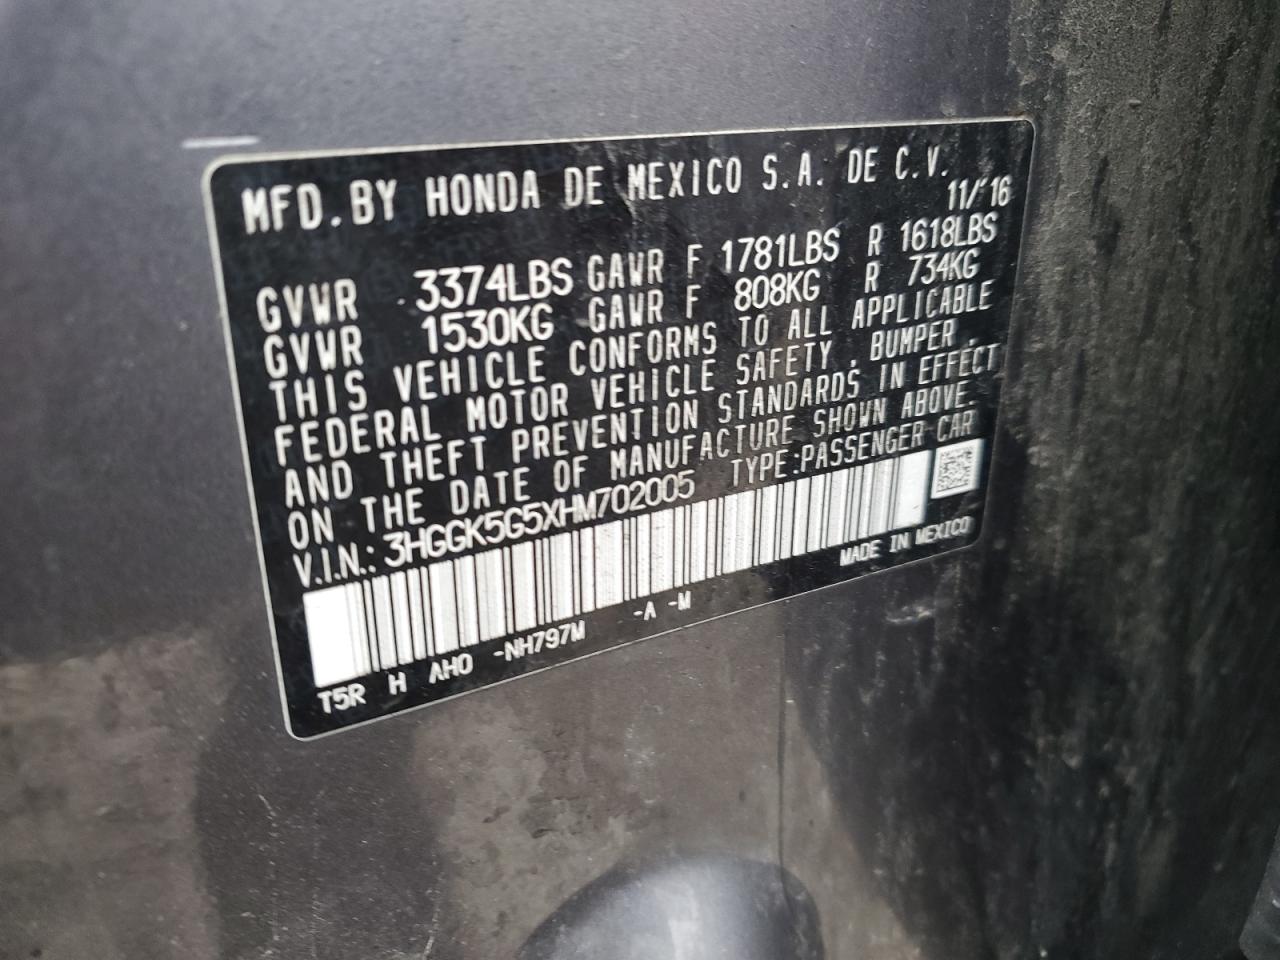 MFD.BY HONDA DE MEXICO S.A. DE C.V.
11/'16
GVWR 3374LBS GAWR F 1781LBS R 1618LBS
GVWR 1530KG GAWR F 808KG R 734KG
THIS VEHICLE CONFORMS TO ALL APPLICABLE
FEDERAL MOTOR VEHICLE SAFETY, BUMPER,
AND THEFT PREVENTION STANDARDS IN EFFECT
ON THE DATE OF MANUFACTURE SHOWN ABOVE.
V.I.N.: 3HGGK5G5XHM702005 TYPE:PASSENGER CAR
MADE IN MEXICO
T5R H AHO -NH797M -A -M